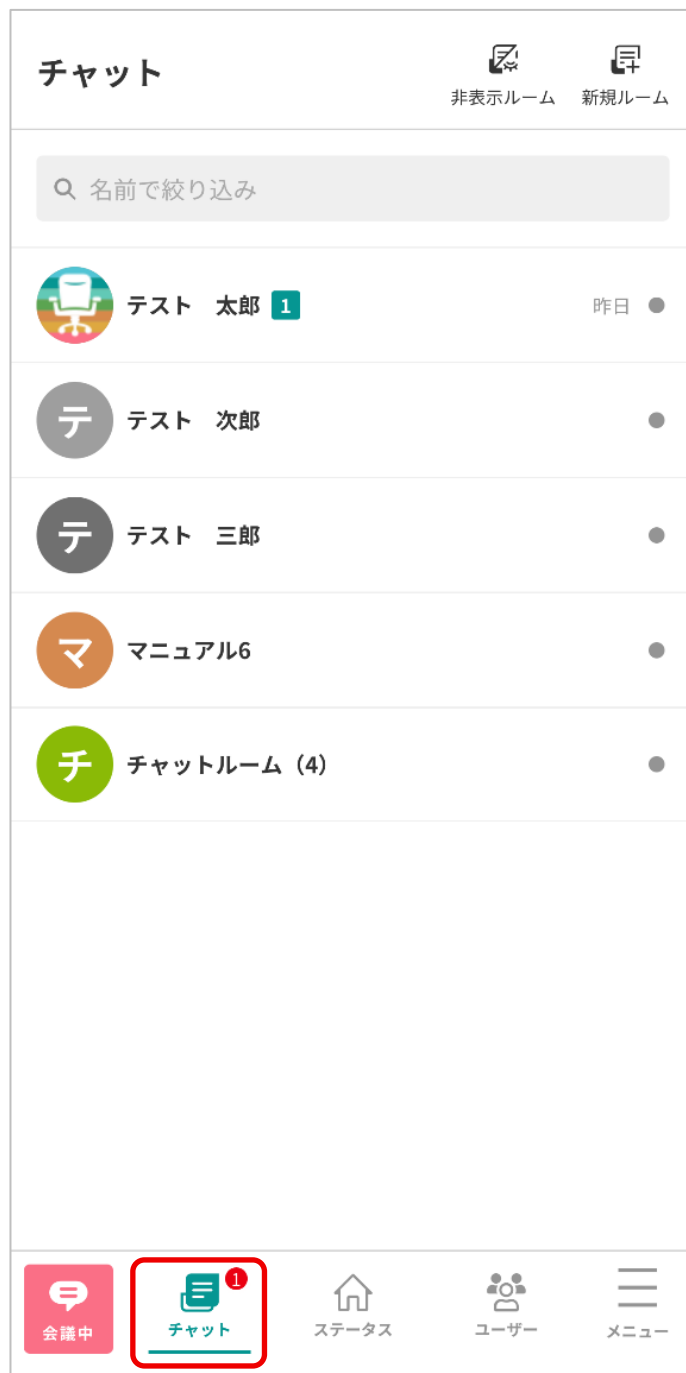 チャット
非表示ルーム 新規ルーム
名前で絞り込み
テスト　太郎 1 昨日
テ テスト　次郎
テ テスト　三郎
マ マニュアル6
チ チャットルーム（4）
1
会議中 チャット ステータス ユーザー メニュー